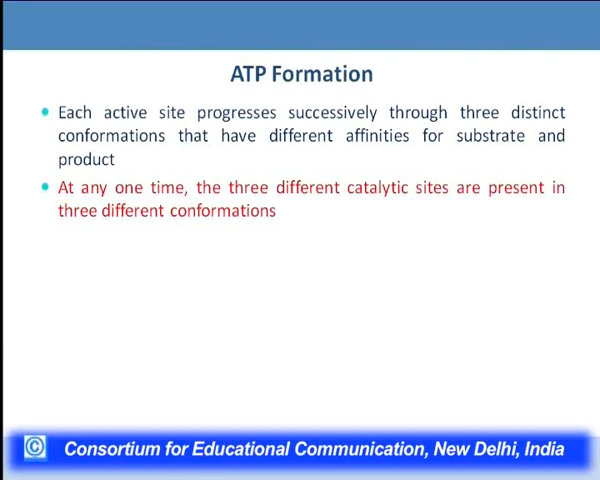 ATP Formation
Each active site progresses successively through three distinct
conformations that have different affinities for substrate and
product
At any one time, the three different catalytic sites are present in
three different conformations
© Consortium for Educational Communication, New Delhi, India